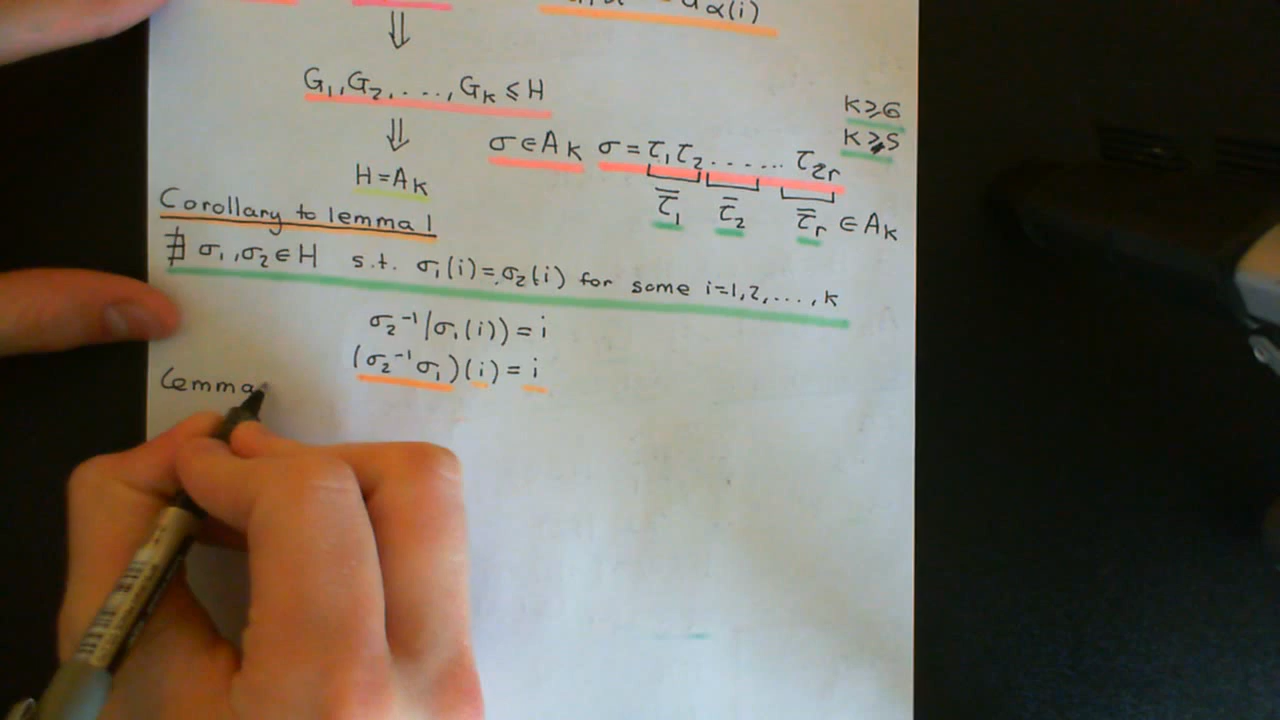 α(i)
⇓
G₁,G₂,...,Gₖ ≤ H
K≥6
K≥5
⇓ σ∈Aₖ σ=τ₁τ₂......τ₂ᵣ
H=Aₖ
τ̄₁ τ̄₂ τ̄ᵣ ∈Aₖ
Corollary to lemma 1
∄ σ₁,σ₂∈H s.t. σ₁(i)=σ₂(i) for some i=1,2,...,k
σ₂⁻¹(σ₁(i))=i
(σ₂⁻¹σ₁)(i)=i
Lemma